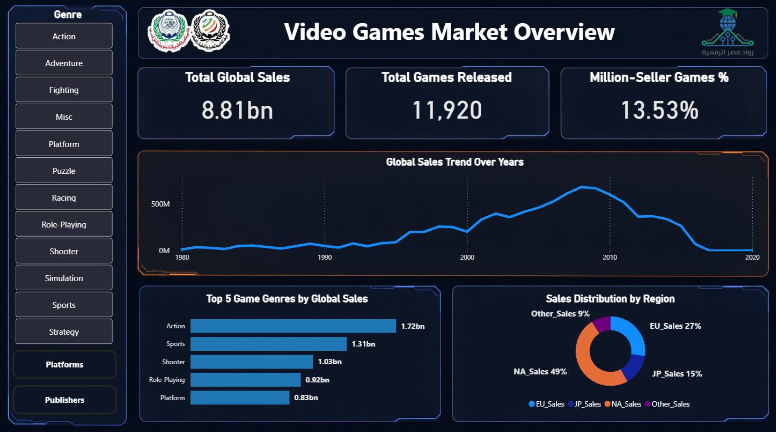 Genre
Action
Adventure
Fighting
Misc
Platform
Puzzle
Racing
Role-Playing
Shooter
Simulation
Sports
Strategy
Platforms
Publishers
Video Games Market Overview
رواد مصر الرقمية
Total Global Sales
8.81bn
Total Games Released
11,920
Million-Seller Games %
13.53%
Global Sales Trend Over Years
500M
0M
1980 1990 2000 2010 2020
Top 5 Game Genres by Global Sales
Action 1.72bn
Sports 1.31bn
Shooter 1.03bn
Role-Playing 0.92bn
Platform 0.83bn
Sales Distribution by Region
Other_Sales 9%
EU_Sales 27%
NA_Sales 49%
JP_Sales 15%
EU_Sales JP_Sales NA_Sales Other_Sales